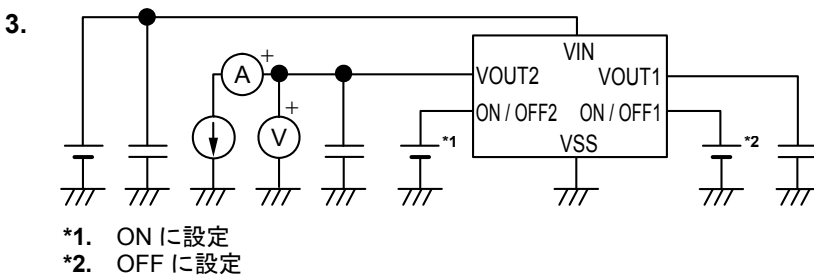 3.
VIN
A +
VOUT2 VOUT1
+
V
ON / OFF2 ON / OFF1
*1 *2
VSS
*1. ON に設定
*2. OFF に設定